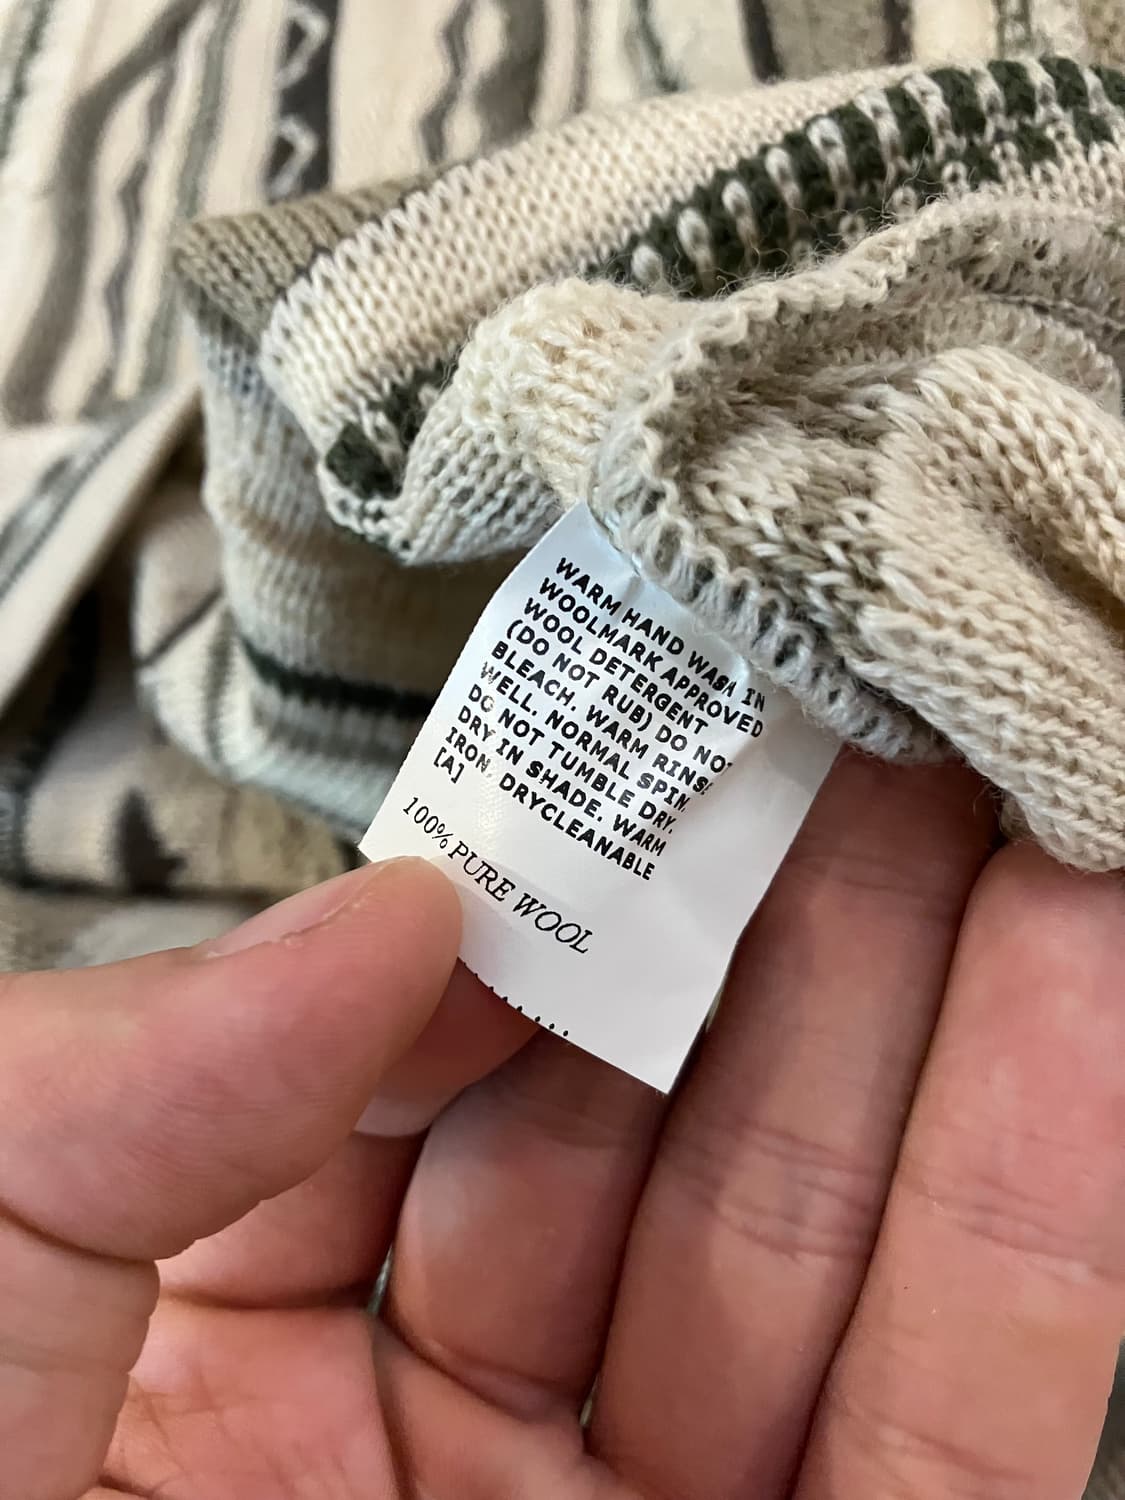 WARM HAND WASH IN
WOOLMARK APPROVED
WOOL DETERGENT
(DO NOT RUB) DO NOT
BLEACH. WARM RINSE
WELL. NORMAL SPIN.
DO NOT TUMBLE DRY.
DRY IN SHADE. WARM
IRON. DRYCLEANABLE
[A]
100% PURE WOOL